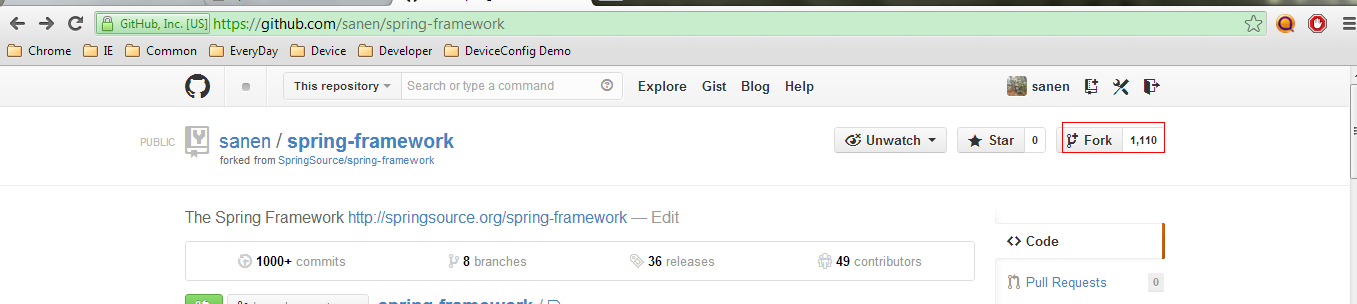 GitHub, Inc. [US] https://github.com/sanen/spring-framework
Chrome IE Common EveryDay Device Developer DeviceConfig Demo
This repository Search or type a command Explore Gist Blog Help sanen
PUBLIC sanen / spring-framework Unwatch Star 0 Fork 1,110
forked from SpringSource/spring-framework
The Spring Framework http://springsource.org/spring-framework — Edit
Code
1000+ commits 8 branches 36 releases 49 contributors
Pull Requests 0
spring-framework /